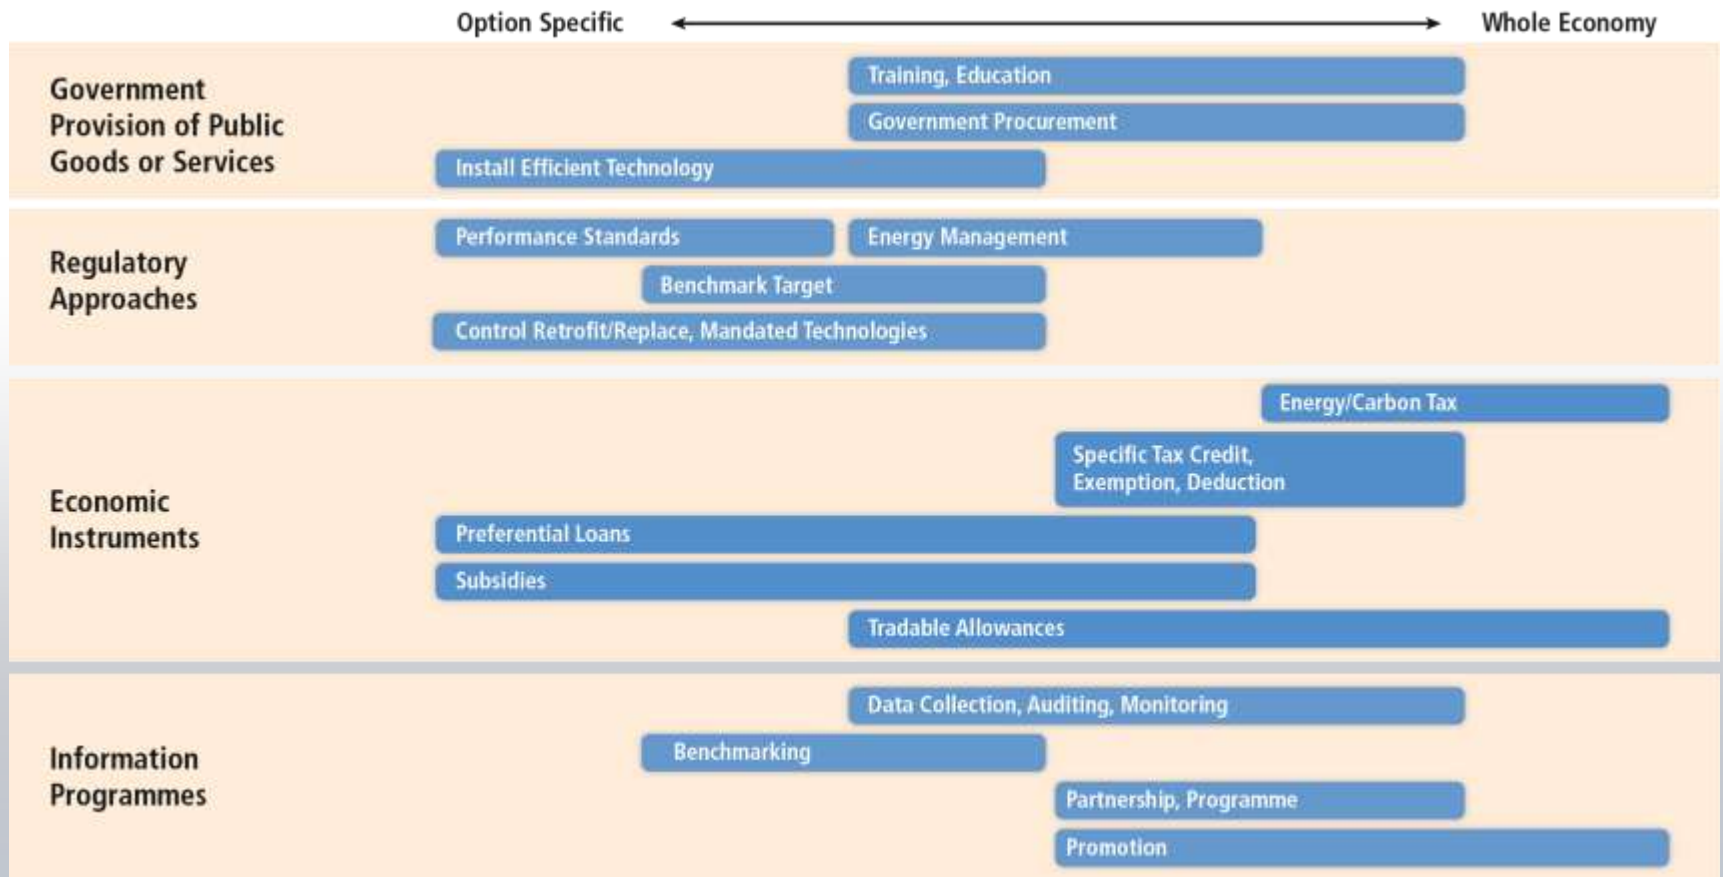 Option Specific
Whole Economy
Government
Provision of Public
Goods or Services
Training, Education
Government Procurement
Install Efficient Technology
Regulatory
Approaches
Performance Standards
Energy Management
Benchmark Target
Control Retrofit/Replace, Mandated Technologies
Economic
Instruments
Energy/Carbon Tax
Specific Tax Credit,
Exemption, Deduction
Preferential Loans
Subsidies
Tradable Allowances
Information
Programmes
Data Collection, Auditing, Monitoring
Benchmarking
Partnership, Programme
Promotion